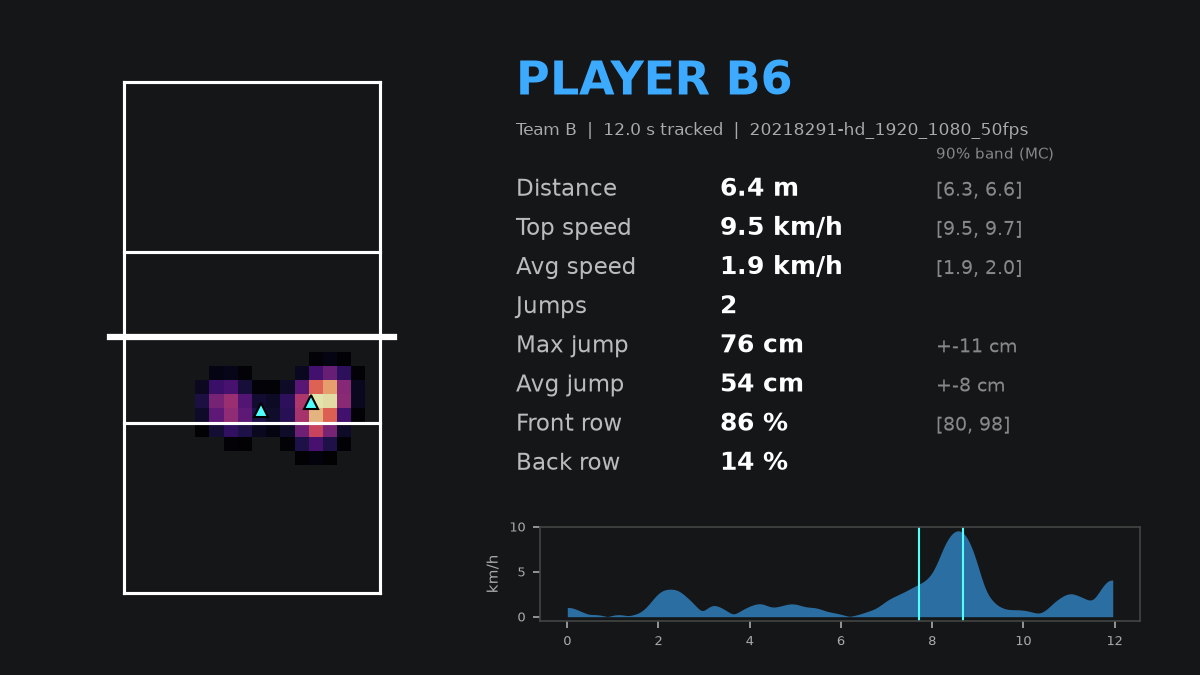 PLAYER B6
Team B | 12.0 s tracked | 20218291-hd_1920_1080_50fps
90% band (MC)
Distance 6.4 m [6.3, 6.6]
Top speed 9.5 km/h [9.5, 9.7]
Avg speed 1.9 km/h [1.9, 2.0]
Jumps 2
Max jump 76 cm +-11 cm
Avg jump 54 cm +-8 cm
Front row 86 % [80, 98]
Back row 14 %
10
5
0
km/h
0 2 4 6 8 10 12